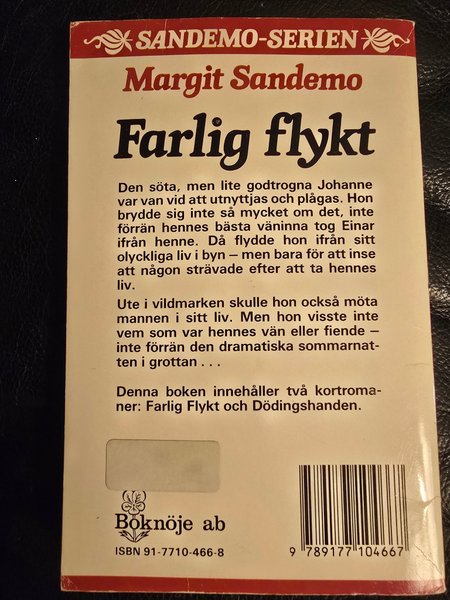 SANDEMO-SERIEN
Margit Sandemo
Farlig flykt
Den söta, men lite godtrogna Johanne
var van vid att utnyttjas och plågas. Hon
brydde sig inte så mycket om det, inte
förrän hennes bästa väninna tog Einar
ifrån henne. Då flydde hon ifrån sitt
olyckliga liv i byn – men bara för att inse
att någon strävade efter att ta hennes
liv.
Ute i vildmarken skulle hon också möta
mannen i sitt liv. Men hon visste inte
vem som var hennes vän eller fiende –
inte förrän den dramatiska sommarnat-
ten i grottan . . .
Denna boken innehåller två kortroma-
ner: Farlig Flykt och Dödingshanden.
Boknöje ab
ISBN 91-7710-466-8
9 789177 104667